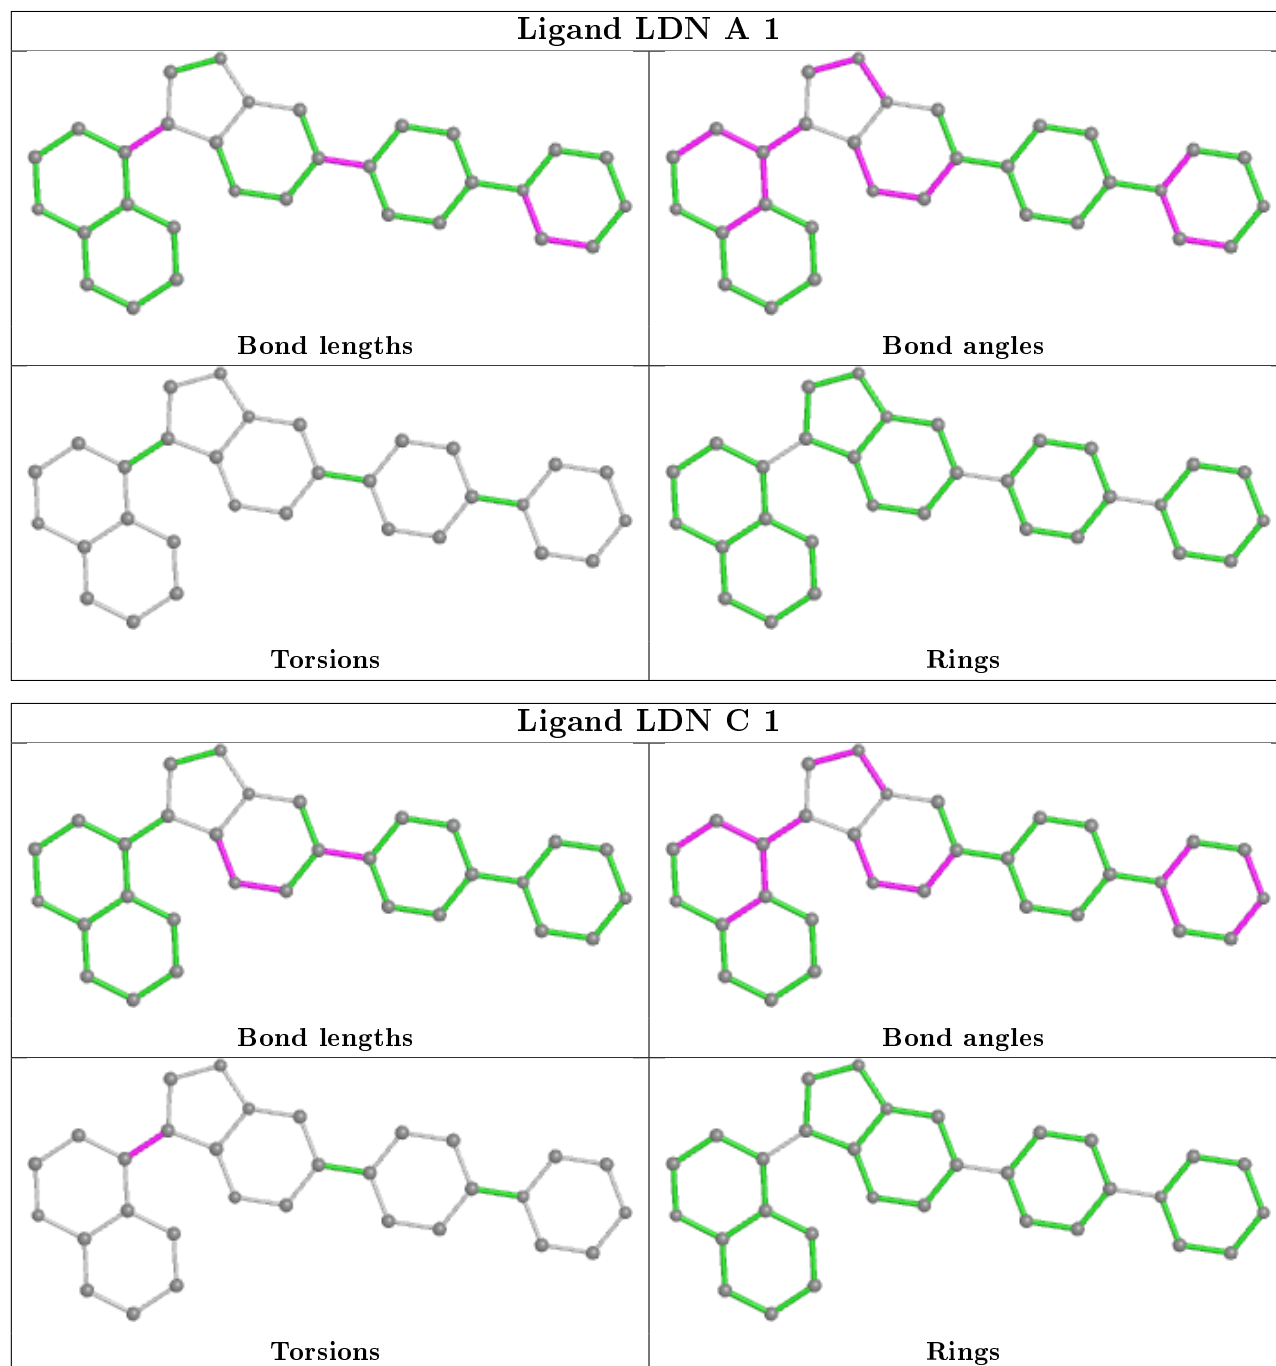 Ligand LDN A 1
Bond lengths
Bond angles
Torsions
Rings
Ligand LDN C 1
Bond lengths
Bond angles
Torsions
Rings